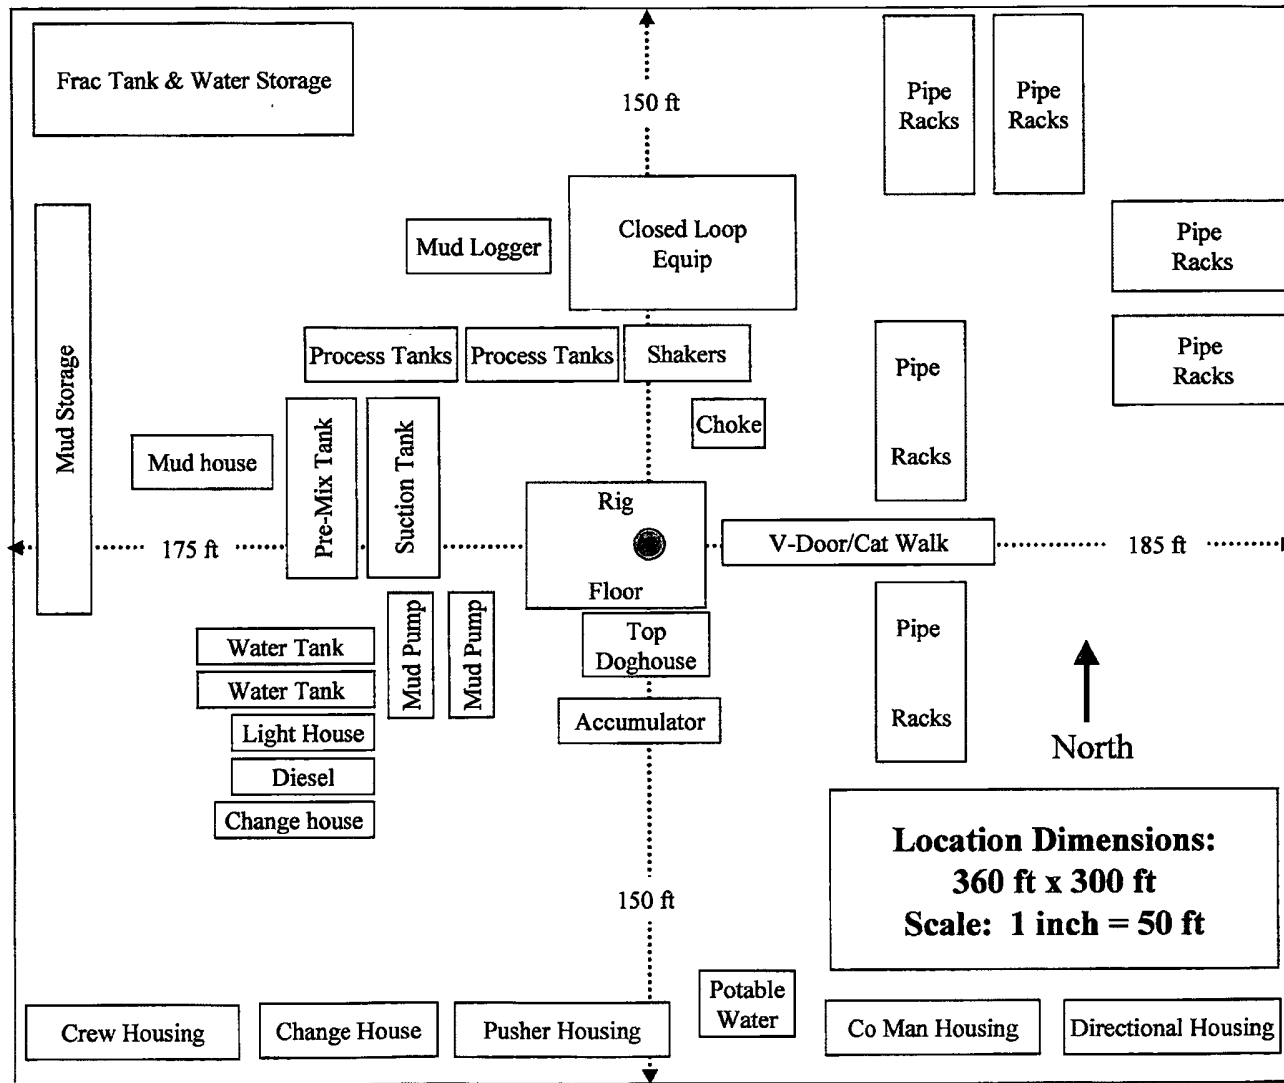 Frac Tank & Water Storage
150 ft
Pipe
Racks
Pipe
Racks
Mud Logger
Closed Loop
Equip
Pipe
Racks
Mud Storage
Process Tanks
Process Tanks
Shakers
Pipe
Racks
Pipe
Racks
Mud house
Pre-Mix Tank
Suction Tank
Choke
175 ft
Rig
Floor
V-Door/Cat Walk
185 ft
Water Tank
Water Tank
Light House
Diesel
Change house
Mud Pump
Mud Pump
Top
Doghouse
Accumulator
Pipe
Racks
North
150 ft
Location Dimensions:
360 ft x 300 ft
Scale: 1 inch = 50 ft
Crew Housing
Change House
Pusher Housing
Potable
Water
Co Man Housing
Directional Housing